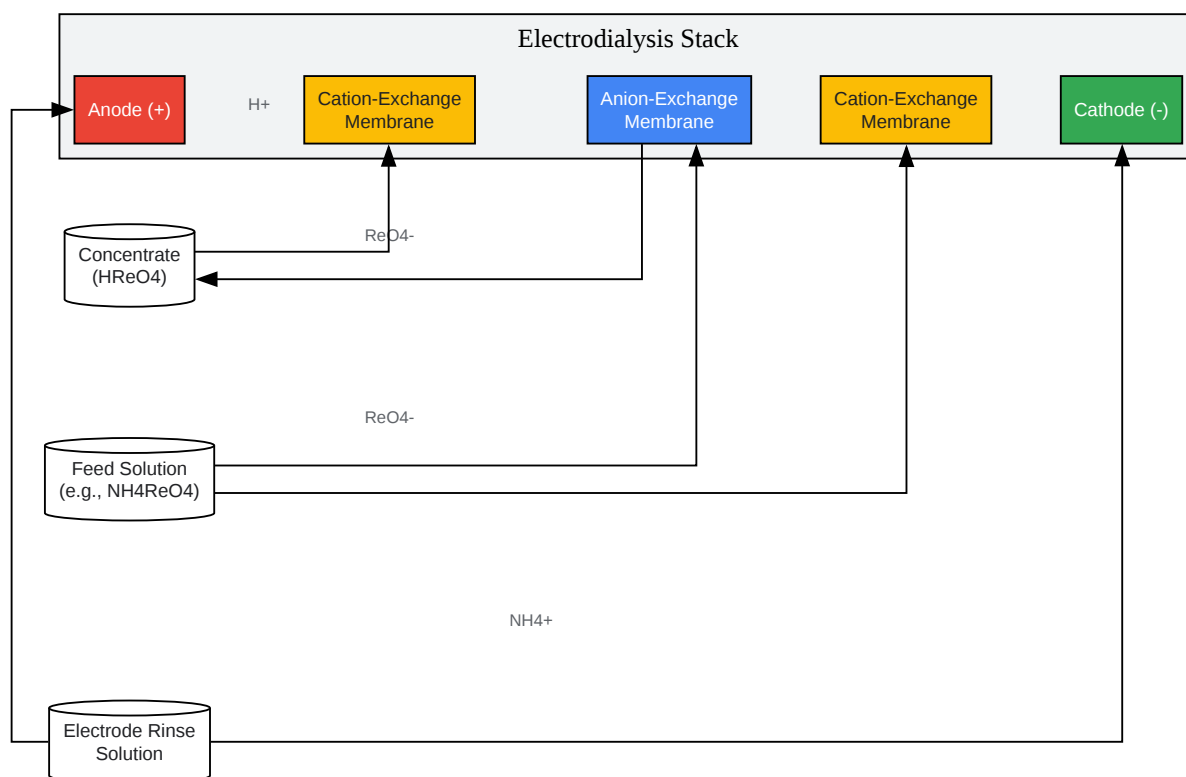 Electrodialysis Stack
Anode (+)
H+
Cation-Exchange
Membrane
Anion-Exchange
Membrane
Cation-Exchange
Membrane
Cathode (-)
ReO4-
Concentrate
(HReO4)
ReO4-
Feed Solution
(e.g., NH4ReO4)
NH4+
Electrode Rinse
Solution